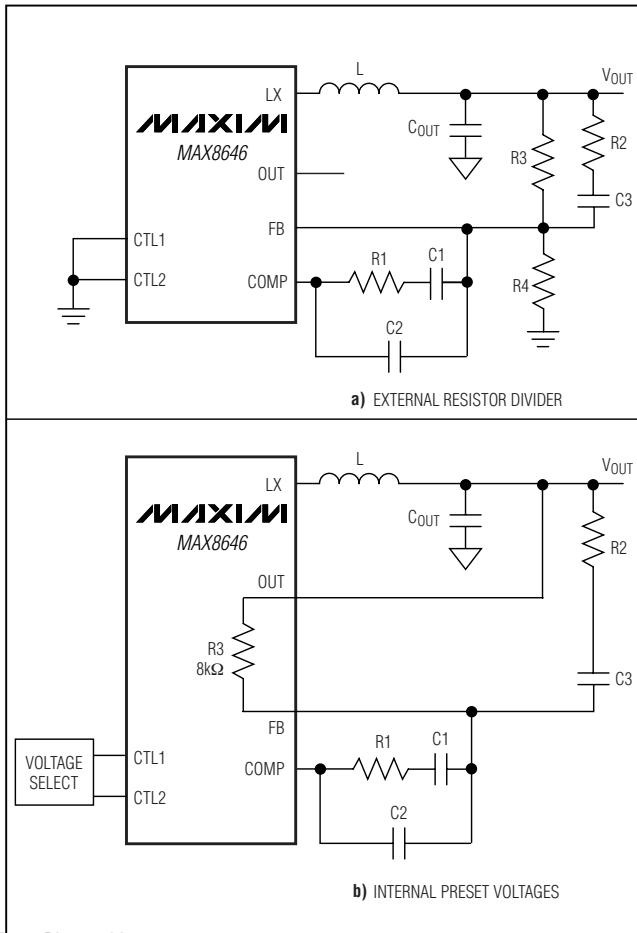 L
LX
VOUT
MAXIM
MAX8646
COUT
R3
R2
OUT
C3
FB
CTL1
CTL2
COMP
R1
C1
R4
C2
a) EXTERNAL RESISTOR DIVIDER
L
LX
VOUT
MAXIM
MAX8646
COUT
R2
OUT
R3
8kΩ
C3
FB
VOLTAGE
SELECT
CTL1
CTL2
COMP
R1
C1
C2
b) INTERNAL PRESET VOLTAGES